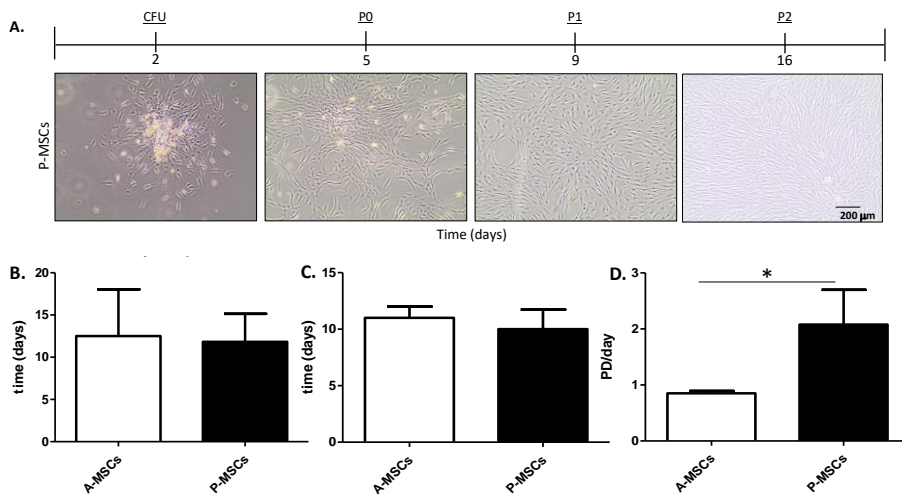 A.
CFU P0 P1 P2
2 5 9 16
P-MSCs
200 µm
Time (days)
B.
time (days)
20
15
10
5
0
A-MSCs P-MSCs
C.
time (days)
15
10
5
0
A-MSCs P-MSCs
D.
PD/day
3
2
1
0
*
A-MSCs P-MSCs